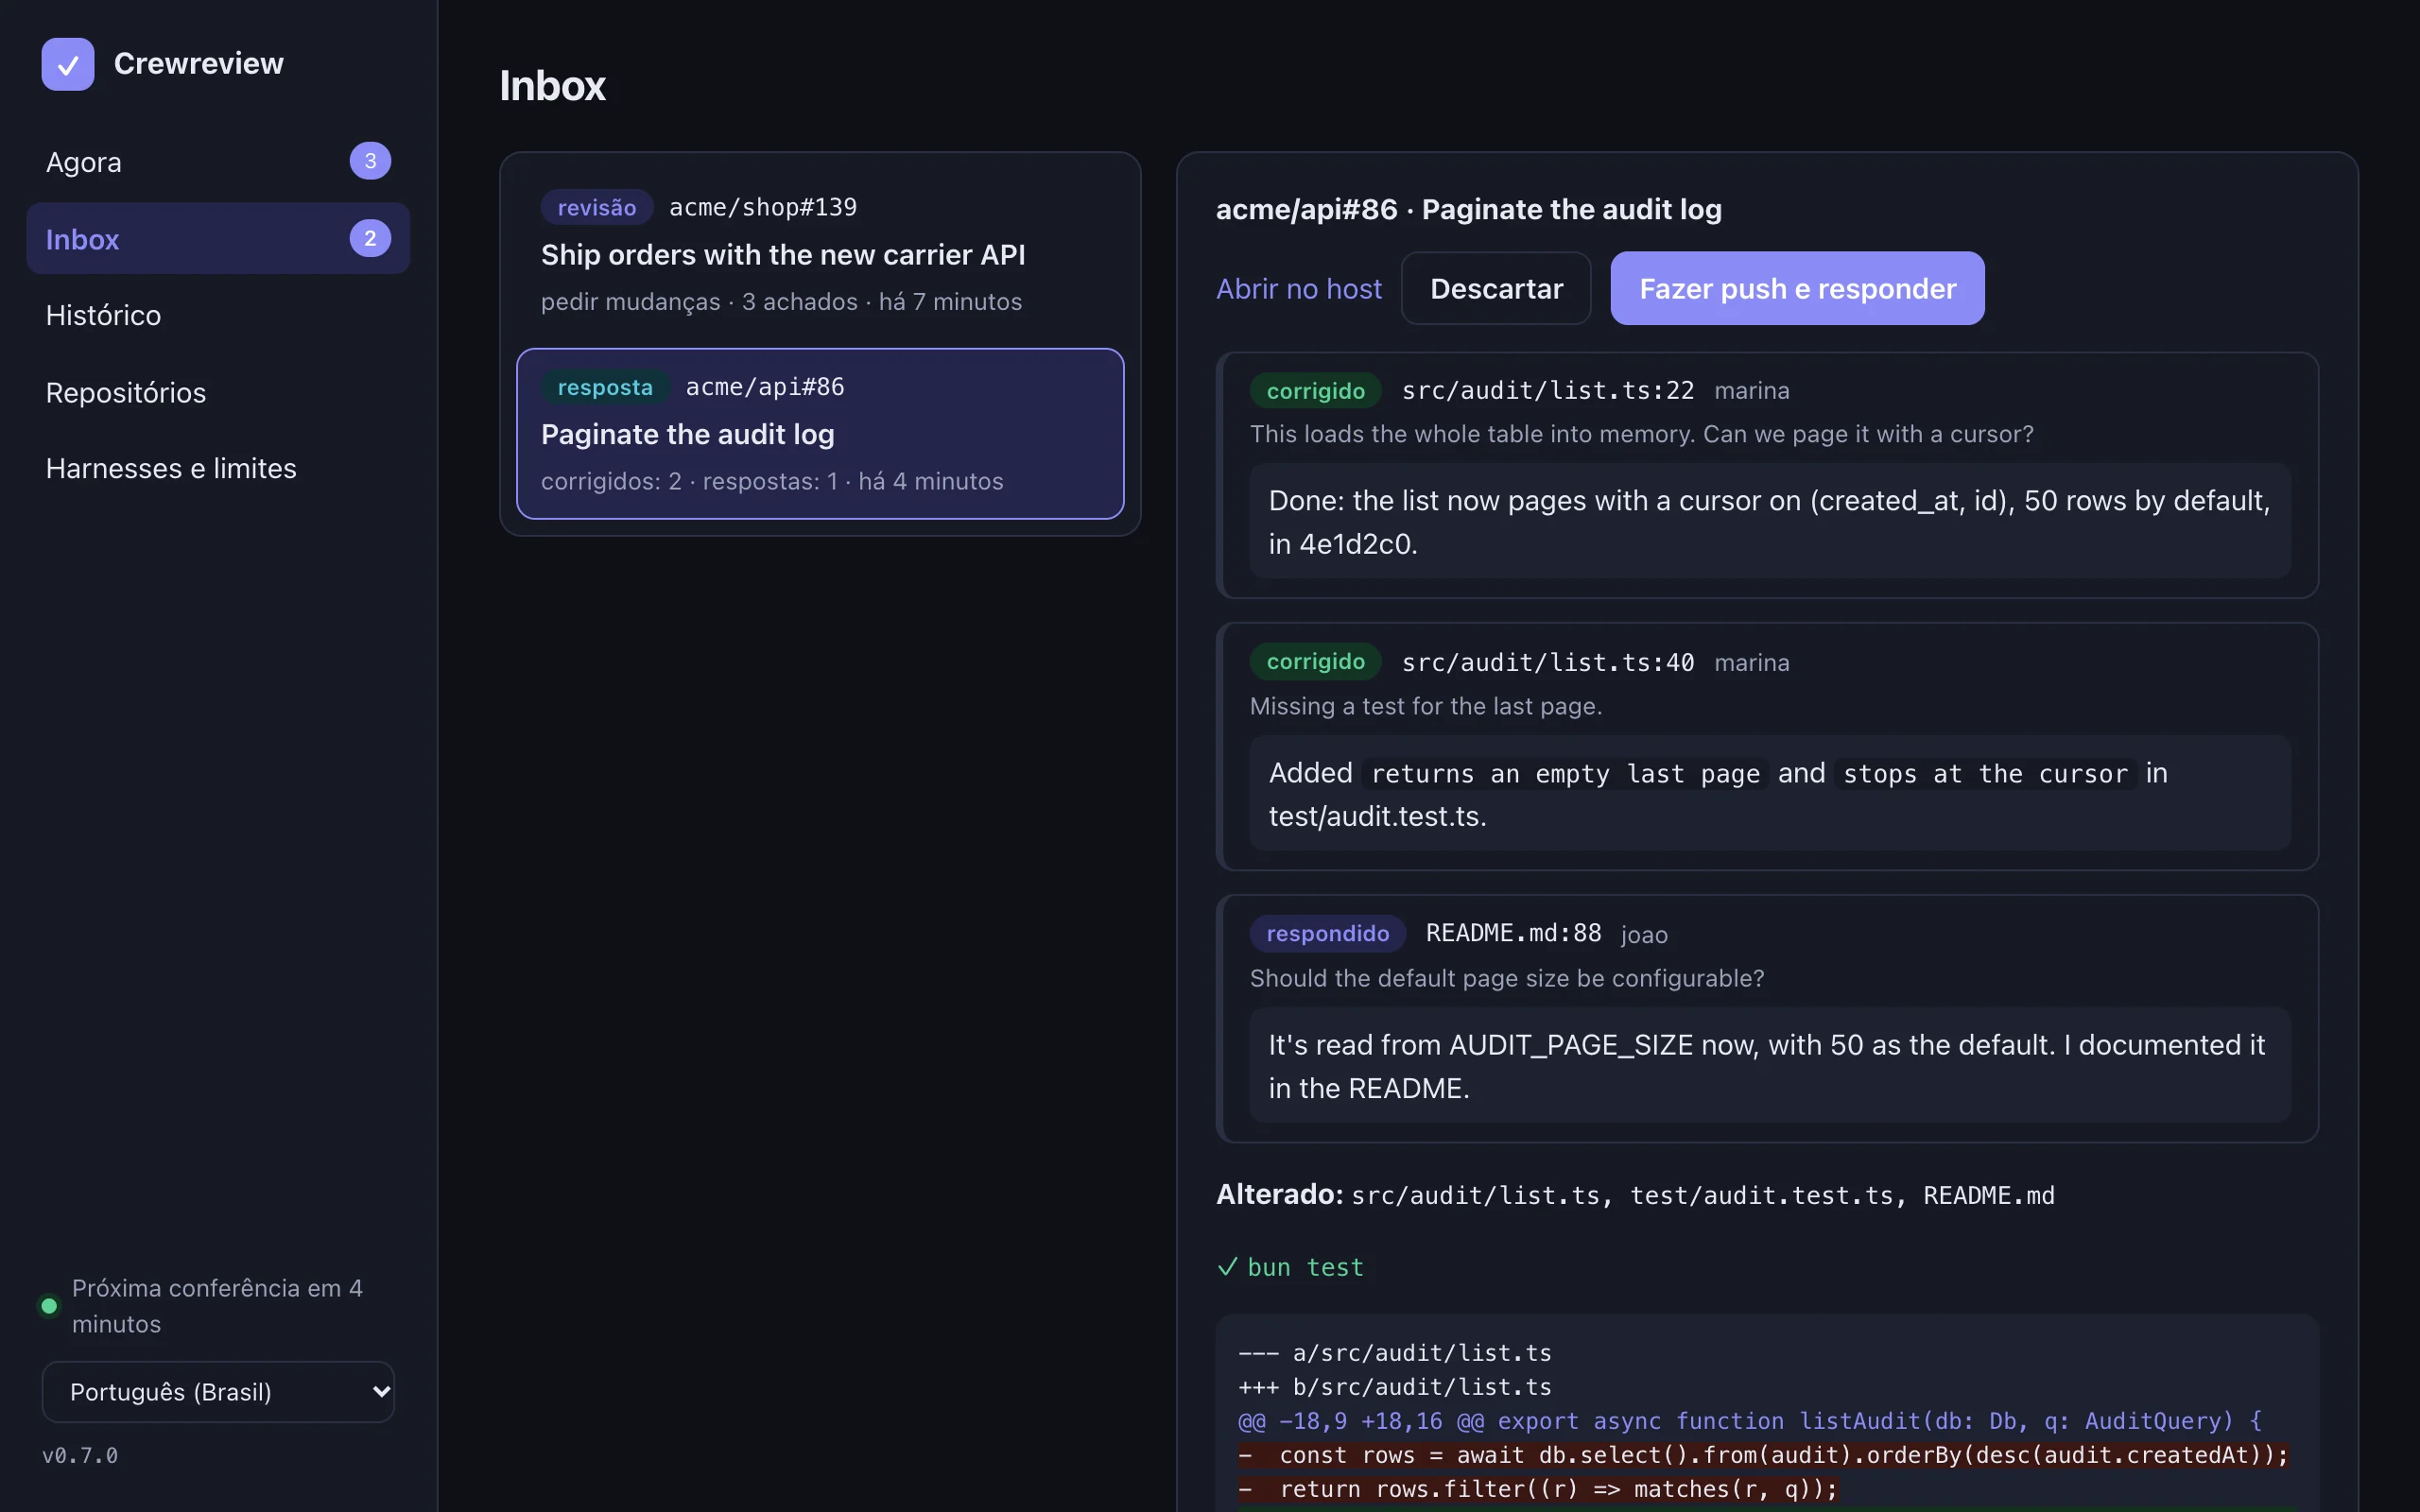 Crewreview
Agora 3
Inbox 2
Histórico
Repositórios
Harnesses e limites
Próxima conferência em 4
minutos
Português (Brasil)
v0.7.0
Inbox
revisão acme/shop#139
Ship orders with the new carrier API
pedir mudanças · 3 achados · há 7 minutos
resposta acme/api#86
Paginate the audit log
corrigidos: 2 · respostas: 1 · há 4 minutos
acme/api#86 · Paginate the audit log
Abrir no host Descartar Fazer push e responder
corrigido src/audit/list.ts:22 marina
This loads the whole table into memory. Can we page it with a cursor?
Done: the list now pages with a cursor on (created_at, id), 50 rows by default,
in 4e1d2c0.
corrigido src/audit/list.ts:40 marina
Missing a test for the last page.
Added returns an empty last page and stops at the cursor in
test/audit.test.ts.
respondido README.md:88 joao
Should the default page size be configurable?
It's read from AUDIT_PAGE_SIZE now, with 50 as the default. I documented it
in the README.
Alterado: src/audit/list.ts, test/audit.test.ts, README.md
✓ bun test
--- a/src/audit/list.ts
+++ b/src/audit/list.ts
@@ -18,9 +18,16 @@ export async function listAudit(db: Db, q: AuditQuery) {
-  const rows = await db.select().from(audit).orderBy(desc(audit.createdAt));
-  return rows.filter((r) => matches(r, q));